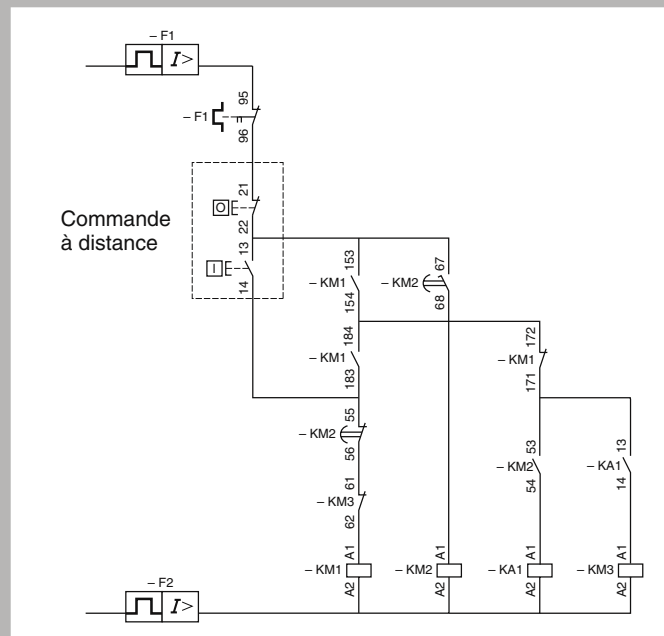 – F1
I>
95
– F1
96
21
O
Commande
à distance
22
13
I
14
153
– KM1
154
67
– KM2
68
184
– KM1
183
172
– KM1
171
55
– KM2
56
53
– KM2
54
13
– KA1
14
61
– KM3
62
A1
– KM1
A2
A1
– KM2
A2
A1
– KA1
A2
A1
– KM3
A2
– F2
I>